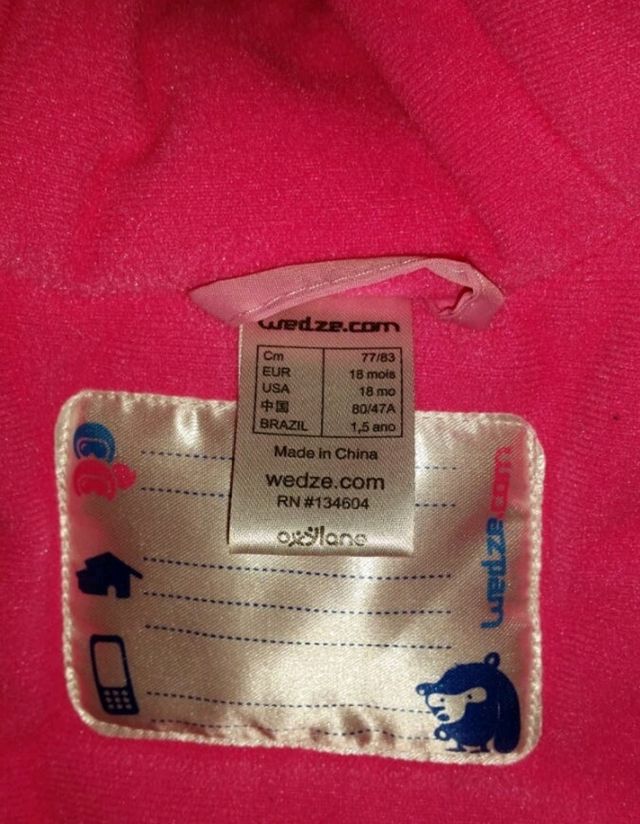 wedze.com
Cm 77/83
EUR 18 mois
USA 18 mo
中国 80/47A
BRAZIL 1,5 ano
Made in China
wedze.com
RN #134604
oxylane
wedze.com